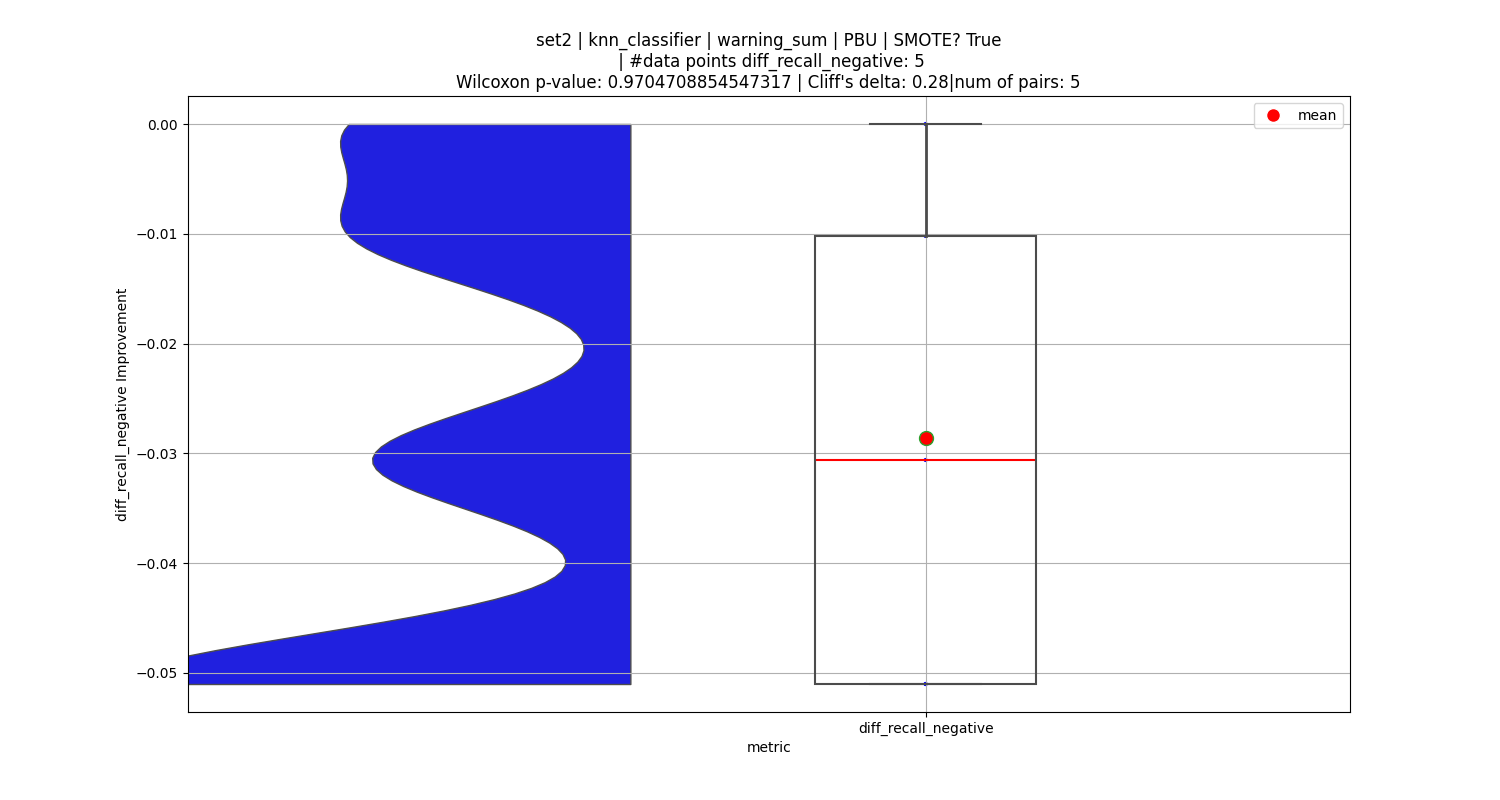 set2 | knn_classifier | warning_sum | PBU | SMOTE? True
| #data points diff_recall_negative: 5
Wilcoxon p-value: 0.9704708854547317 | Cliff's delta: 0.28|num of pairs: 5
mean
0.00
−0.01
−0.02
−0.03
−0.04
−0.05
diff_recall_negative Improvement
diff_recall_negative
metric